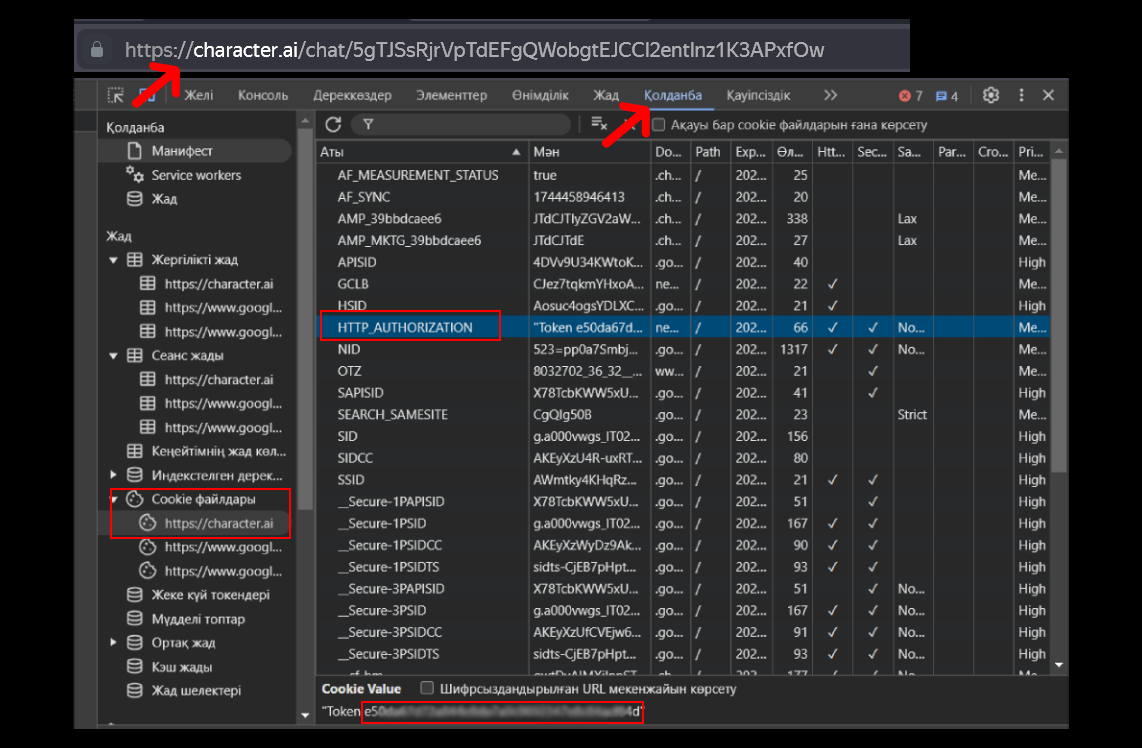 https://character.ai/chat/5gTJSsRjrVpTdEFgQWobgtEJCCl2entlnz1K3APxfOw
Желі Консоль Дереккөздер Элементтер Өнімділік Жад Қолданба Қауіпсіздік 7 4
Қолданба
Манифест
Service workers
Жад
Жад
Жергілікті жад
https://character.ai
https://www.googl...
https://www.googl...
Сеанс жады
https://character.ai
https://www.googl...
https://www.googl...
Кеңейтімнің жад көл...
Индекстелген дерек...
Cookie файлдары
https://character.ai
https://www.googl...
https://www.googl...
Жеке күй токендері
Мүдделі топтар
Ортақ жад
Кэш жады
Жад шелектері
Ақауы бар cookie файлдарын ғана көрсету
Аты Мән Do... Path Exp... Өл... Htt... Sec... Sa... Par... Cro... Pri...
AF_MEASUREMENT_STATUS true .ch... / 202... 25 Me...
AF_SYNC 1744458946413 .ch... / 202... 20 Me...
AMP_39bbdcaee6 JTdCJTIyZGV2aW... .ch... / 202... 338 Lax Me...
AMP_MKTG_39bbdcaee6 JTdCJTdE .ch... / 202... 27 Lax Me...
APISID 4DVv9U34KWtoK... .go... / 202... 40 High
GCLB CJez7tqkmYHxoA... ne... / 202... 22 ✓ Me...
HSID Aosuc4ogsYDLXC... .go... / 202... 21 ✓ High
HTTP_AUTHORIZATION "Token e50da67d... ne... / 202... 66 ✓ ✓ No... Me...
NID 523=pp0a7Smbj... .go... / 202... 1317 ✓ ✓ No... Me...
OTZ 8032702_36_32__... ww... / 202... 21 ✓ Me...
SAPISID X78TcbKWW5xU... .go... / 202... 41 ✓ High
SEARCH_SAMESITE CgQIg50B .go... / 202... 23 Strict Me...
SID g.a000vwgs_IT02... .go... / 202... 156 High
SIDCC AKEyXzU4R-uxRT... .go... / 202... 80 High
SSID AWmtky4KHqRz... .go... / 202... 21 ✓ ✓ High
__Secure-1PAPISID X78TcbKWW5xU... .go... / 202... 51 ✓ High
__Secure-1PSID g.a000vwgs_IT02... .go... / 202... 167 ✓ ✓ High
__Secure-1PSIDCC AKEyXzWyDz9Ak... .go... / 202... 90 ✓ ✓ High
__Secure-1PSIDTS sidts-CjEB7pHpt... .go... / 202... 93 ✓ ✓ High
__Secure-3PAPISID X78TcbKWW5xU... .go... / 202... 51 ✓ No... High
__Secure-3PSID g.a000vwgs_IT02... .go... / 202... 167 ✓ ✓ No... High
__Secure-3PSIDCC AKEyXzUfCVEjw6... .go... / 202... 91 ✓ ✓ No... High
__Secure-3PSIDTS sidts-CjEB7pHpt... .go... / 202... 93 ✓ ✓ No... High
Cookie Value Шифрсыздандырылған URL мекенжайын көрсету
"Token